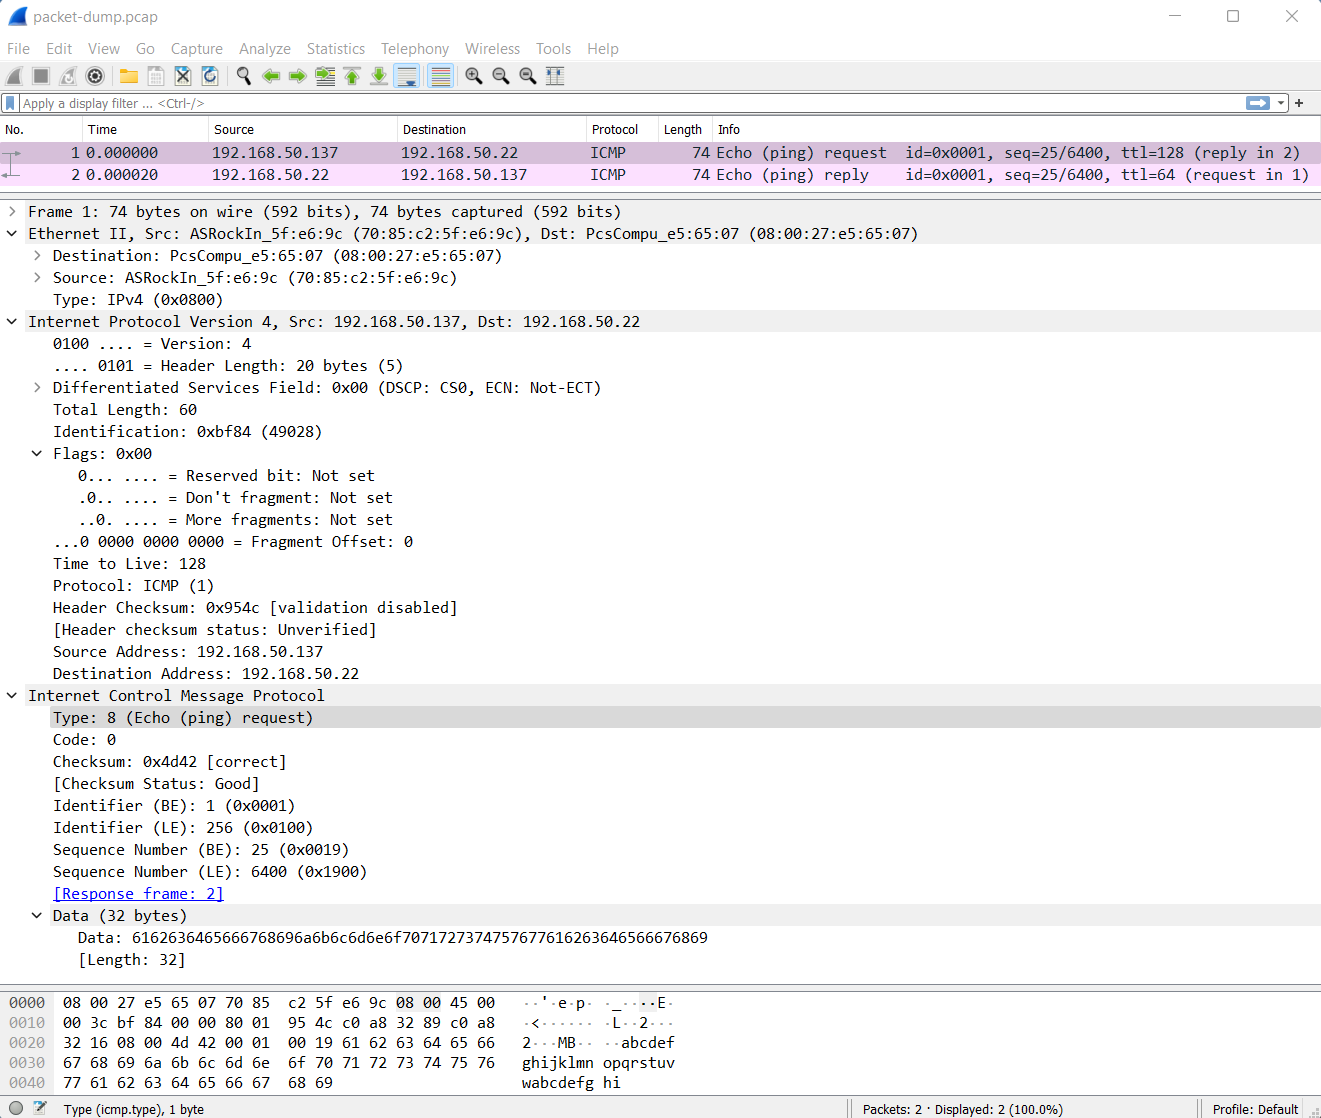 packet-dump.pcap
File Edit View Go Capture Analyze Statistics Telephony Wireless Tools Help
Apply a display filter ... <Ctrl-/>
No. Time Source Destination Protocol Length Info
1 0.000000 192.168.50.137 192.168.50.22 ICMP 74 Echo (ping) request id=0x0001, seq=25/6400, ttl=128 (reply in 2)
2 0.000020 192.168.50.22 192.168.50.137 ICMP 74 Echo (ping) reply id=0x0001, seq=25/6400, ttl=64 (request in 1)
Frame 1: 74 bytes on wire (592 bits), 74 bytes captured (592 bits)
Ethernet II, Src: ASRockIn_5f:e6:9c (70:85:c2:5f:e6:9c), Dst: PcsCompu_e5:65:07 (08:00:27:e5:65:07)
Destination: PcsCompu_e5:65:07 (08:00:27:e5:65:07)
Source: ASRockIn_5f:e6:9c (70:85:c2:5f:e6:9c)
Type: IPv4 (0x0800)
Internet Protocol Version 4, Src: 192.168.50.137, Dst: 192.168.50.22
0100 .... = Version: 4
.... 0101 = Header Length: 20 bytes (5)
Differentiated Services Field: 0x00 (DSCP: CS0, ECN: Not-ECT)
Total Length: 60
Identification: 0xbf84 (49028)
Flags: 0x00
0... .... = Reserved bit: Not set
.0.. .... = Don't fragment: Not set
..0. .... = More fragments: Not set
...0 0000 0000 0000 = Fragment Offset: 0
Time to Live: 128
Protocol: ICMP (1)
Header Checksum: 0x954c [validation disabled]
[Header checksum status: Unverified]
Source Address: 192.168.50.137
Destination Address: 192.168.50.22
Internet Control Message Protocol
Type: 8 (Echo (ping) request)
Code: 0
Checksum: 0x4d42 [correct]
[Checksum Status: Good]
Identifier (BE): 1 (0x0001)
Identifier (LE): 256 (0x0100)
Sequence Number (BE): 25 (0x0019)
Sequence Number (LE): 6400 (0x1900)
[Response frame: 2]
Data (32 bytes)
Data: 6162636465666768696a6b6c6d6e6f7071727374757677616263646566676869
[Length: 32]
0000 08 00 27 e5 65 07 70 85 c2 5f e6 9c 08 00 45 00 ··'·e·p· ·_····E·
0010 00 3c bf 84 00 00 80 01 95 4c c0 a8 32 89 c0 a8 ·<······ ·L··2···
0020 32 16 08 00 4d 42 00 01 00 19 61 62 63 64 65 66 2···MB·· ··abcdef
0030 67 68 69 6a 6b 6c 6d 6e 6f 70 71 72 73 74 75 76 ghijklmn opqrstuv
0040 77 61 62 63 64 65 66 67 68 69 wabcdefg hi
Type (icmp.type), 1 byte Packets: 2 · Displayed: 2 (100.0%) Profile: Default